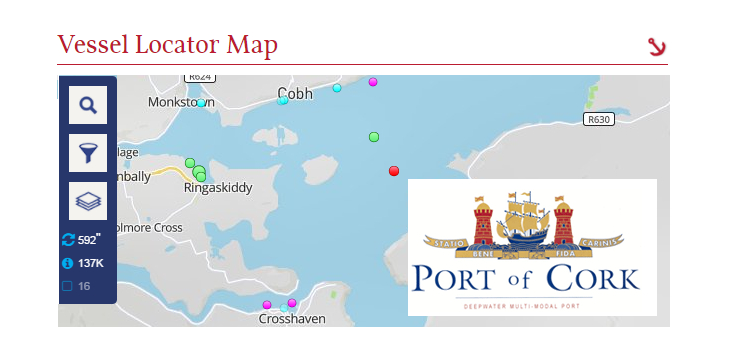 Vessel Locator Map
R624
Monkstown
Cobh
R630
lage
nbally
Ringaskiddy
olmore Cross
592"
137K
16
Crosshaven
STATIO
BENE
FIDA
CARINIS
PORT OF CORK
DEEPWATER MULTI-MODAL PORT